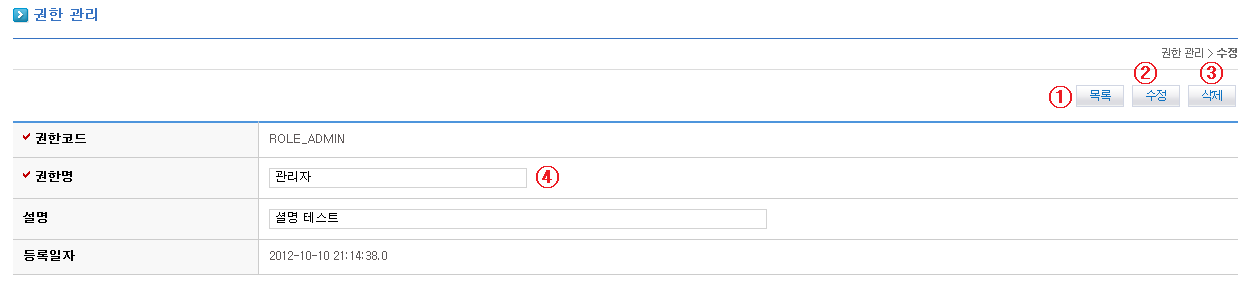 권한 관리
권한 관리 > 수정
① 목록 ② 수정 ③ 삭제
권한코드 ROLE_ADMIN
권한명 관리자 ④
설명 셜명 테스트
등록일자 2012-10-10 21:14:38.0